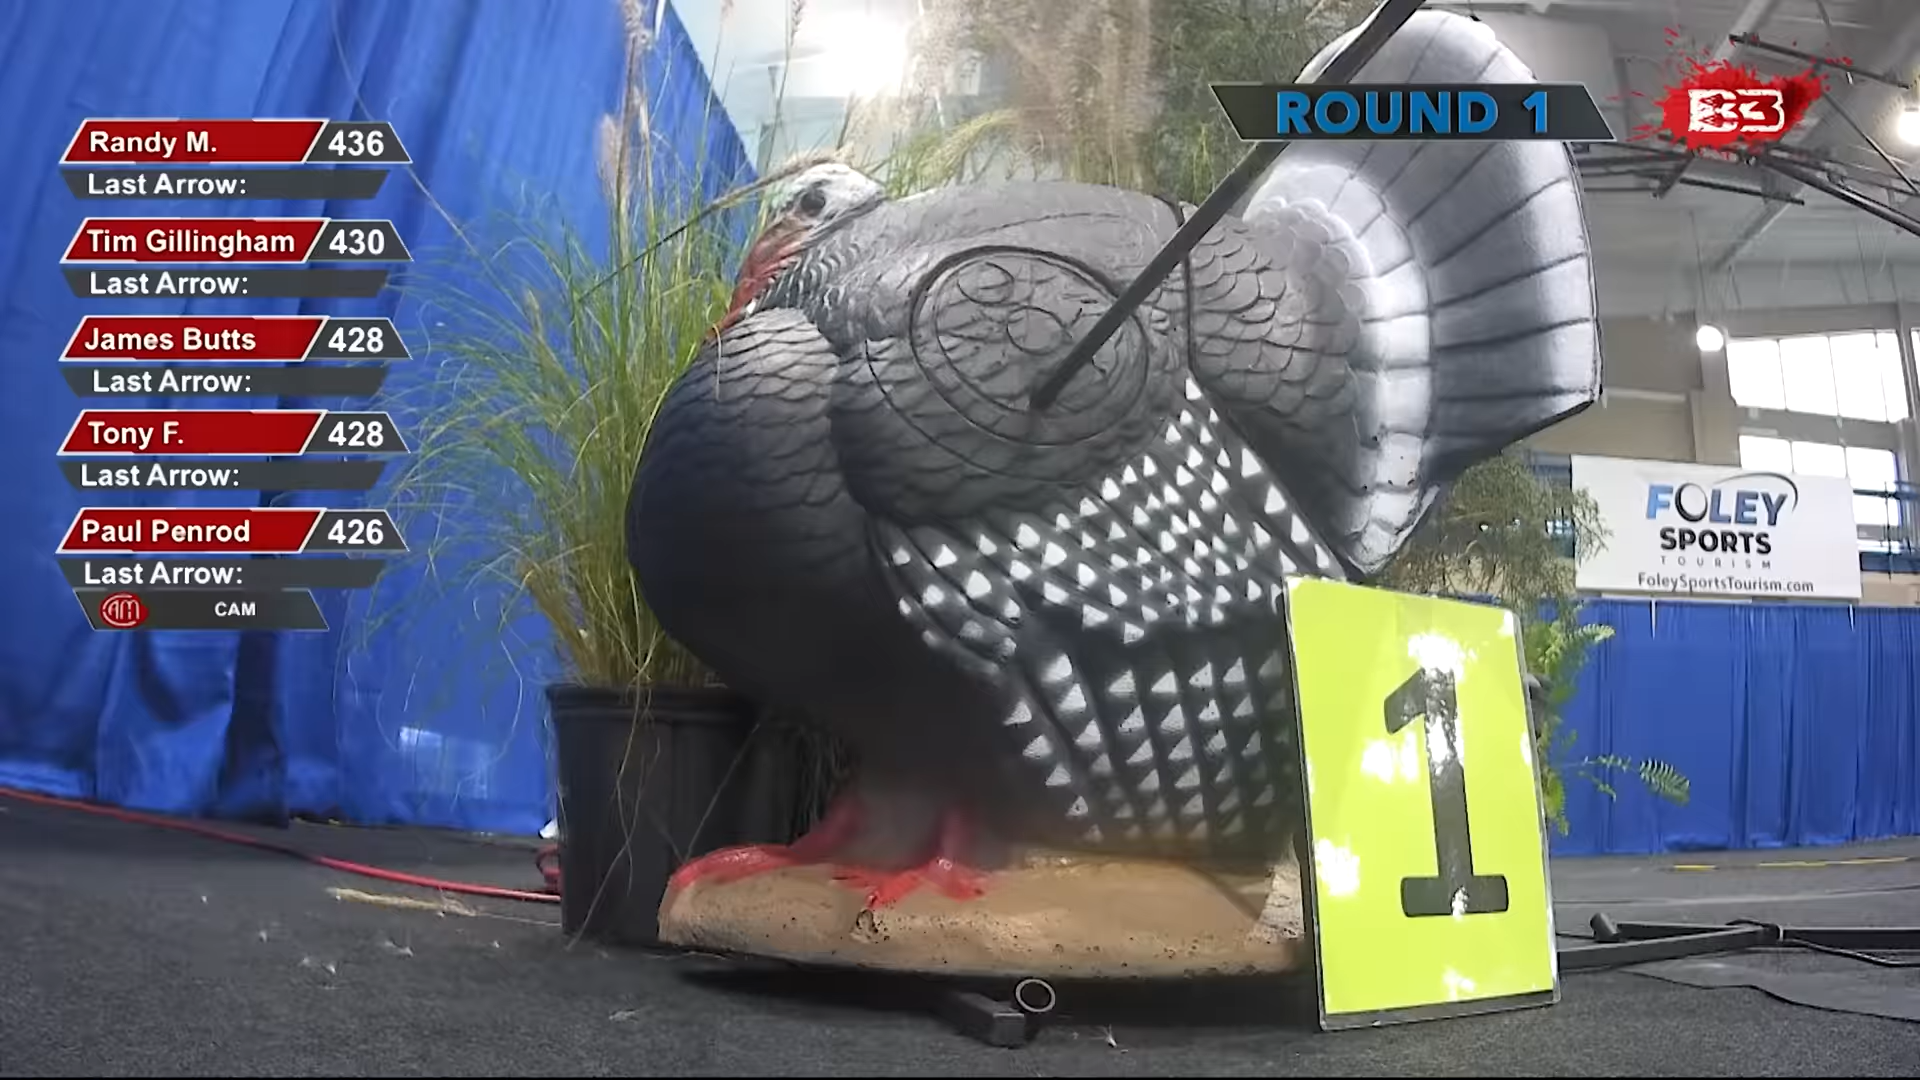 Randy M. 436
Last Arrow:
Tim Gillingham 430
Last Arrow:
James Butts 428
Last Arrow:
Tony F. 428
Last Arrow:
Paul Penrod 426
Last Arrow:
CAM
ROUND 1
B3
FOLEY
SPORTS
TOURISM
FoleySportsTourism.com
1